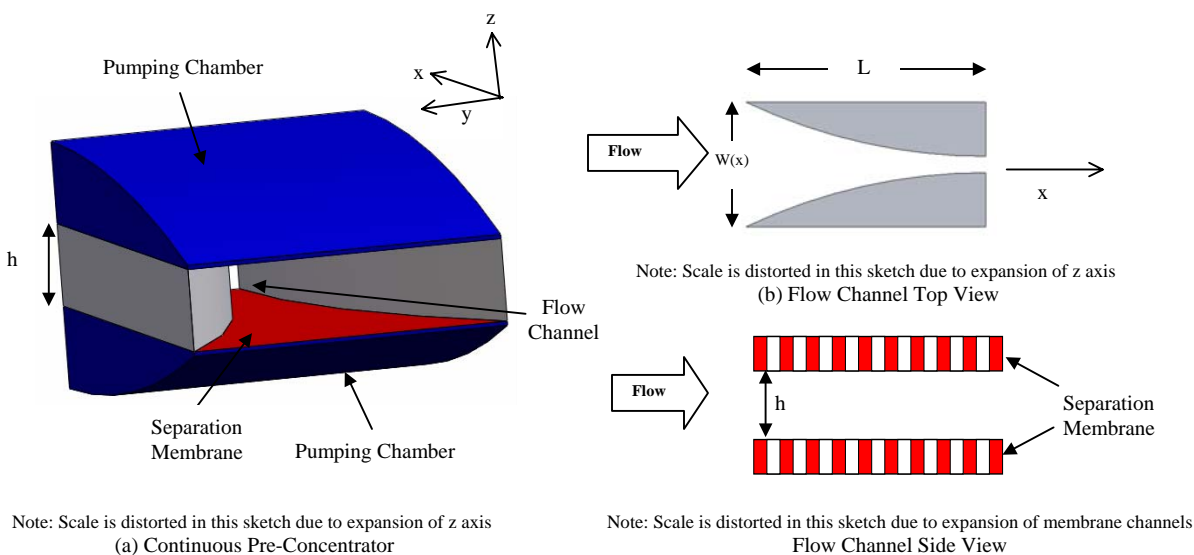 z
x
y
Pumping Chamber
h
Flow
Channel
Separation
Membrane
Pumping Chamber
Note: Scale is distorted in this sketch due to expansion of z axis
(a) Continuous Pre-Concentrator
L
Flow
W(x)
x
Note: Scale is distorted in this sketch due to expansion of z axis
(b) Flow Channel Top View
Flow
h
Separation
Membrane
Note: Scale is distorted in this sketch due to expansion of membrane channels
Flow Channel Side View